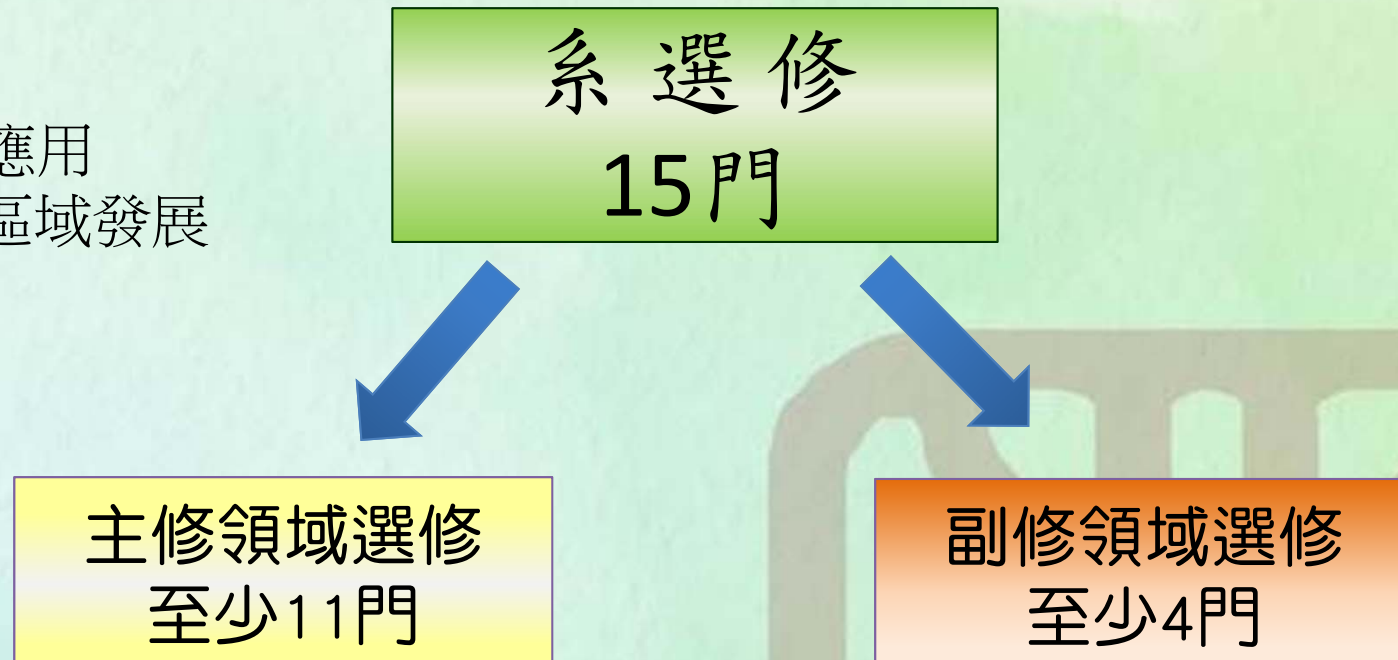 系選修
15門
應用
區域發展
主修領域選修
至少11門
副修領域選修
至少4門